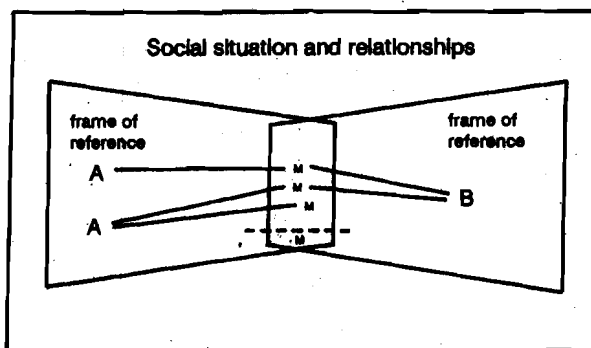 Social situation and relationships
frame of
reference
frame of
reference
A
M
M
B
M
A
M